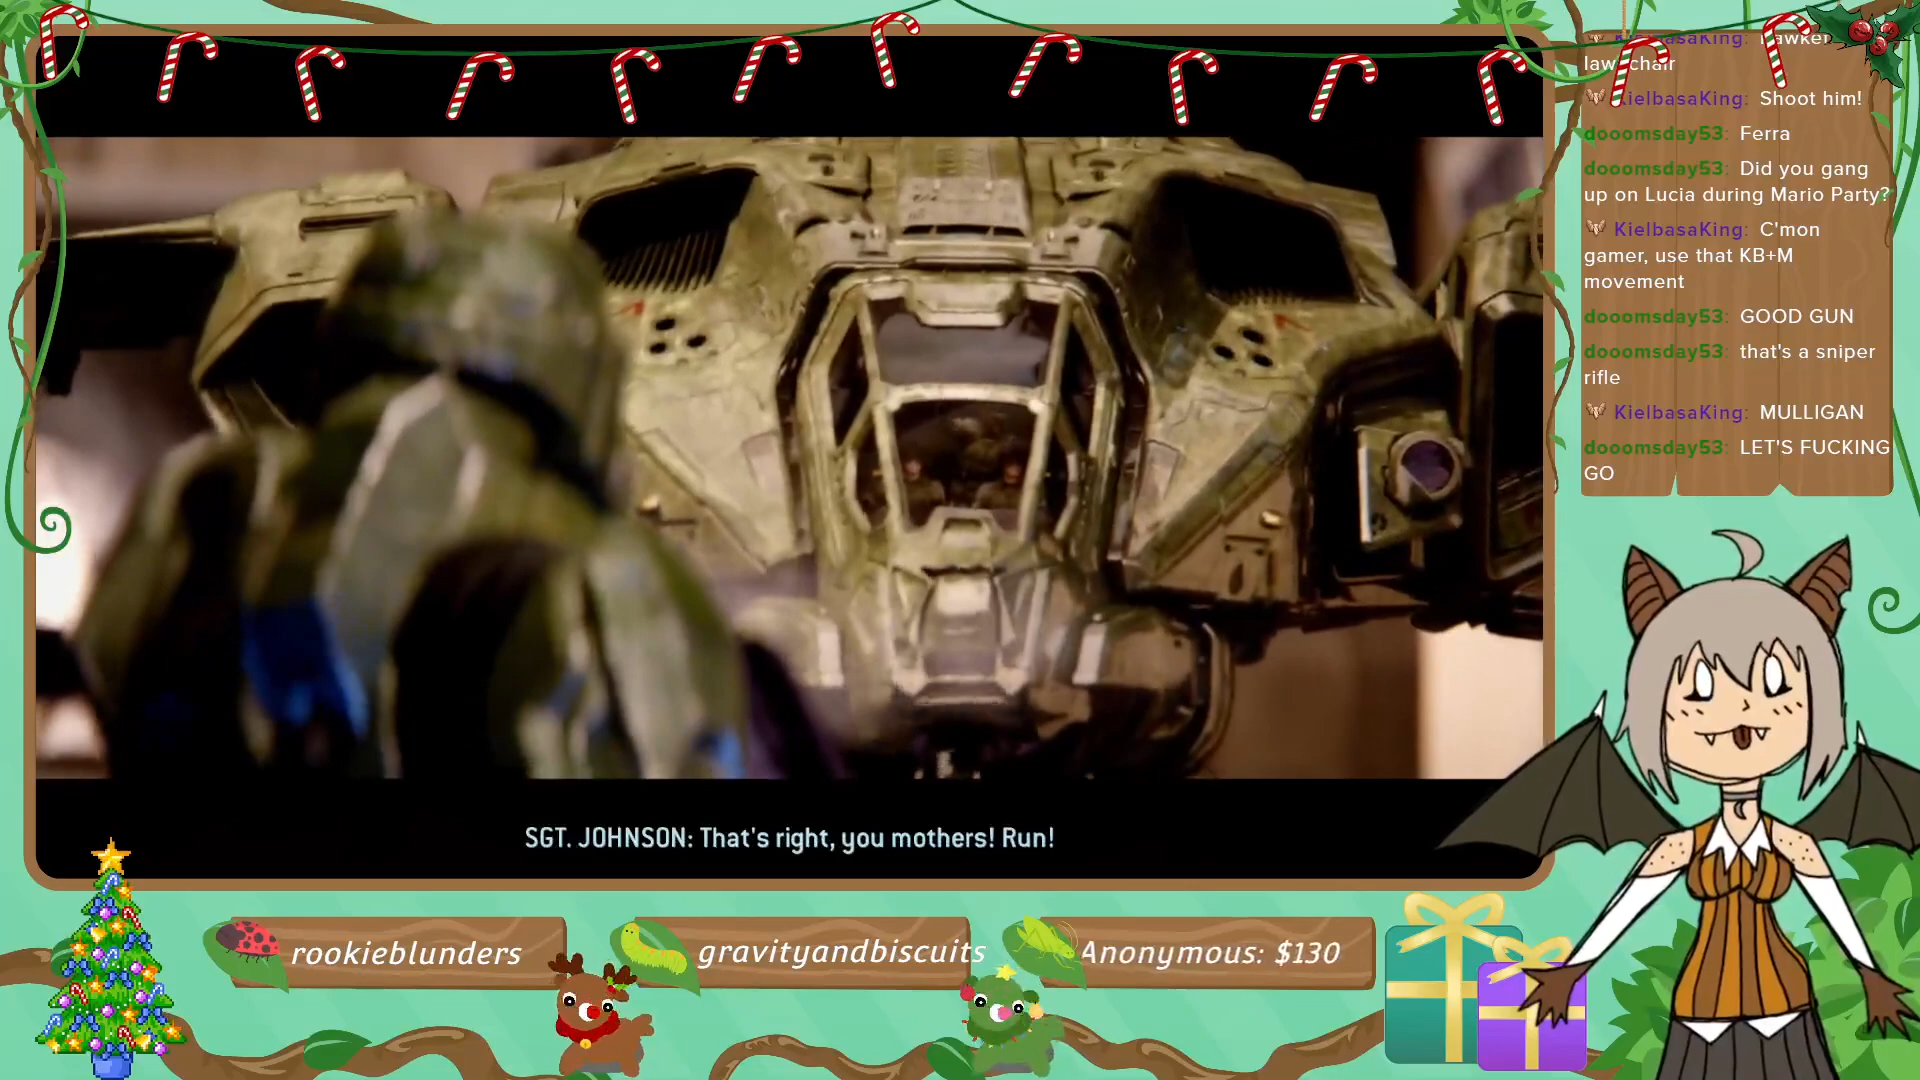 KielbasaKing:
lawnchair
KielbasaKing: Shoot him!
dooomsday53: Ferra
dooomsday53: Did you gang
up on Lucia during Mario Party?
KielbasaKing: C'mon
gamer, use that KB+M
movement
dooomsday53: GOOD GUN
dooomsday53: that's a sniper
rifle
KielbasaKing: MULLIGAN
dooomsday53: LET'S FUCKING
GO
SGT. JOHNSON: That's right, you mothers! Run!
rookieblunders
gravityandbiscuits
Anonymous: $130